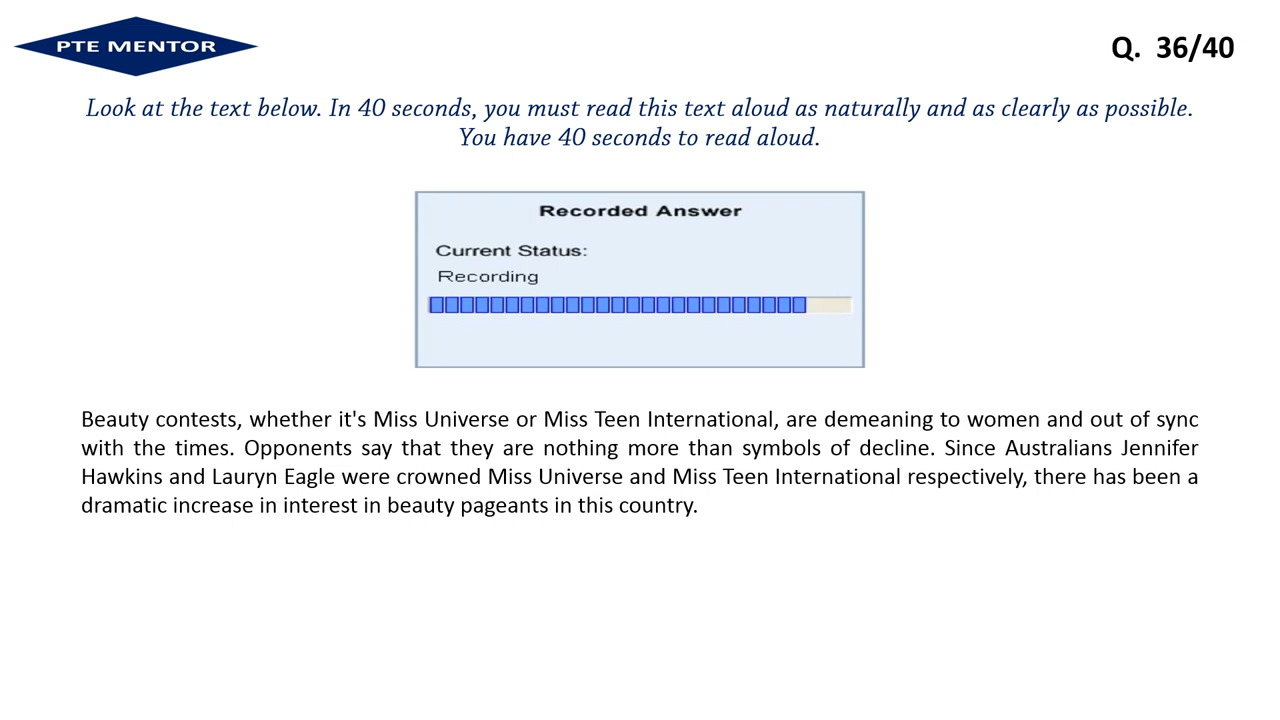 PTE MENTOR
Q. 36/40
Look at the text below. In 40 seconds, you must read this text aloud as naturally and as clearly as possible.
You have 40 seconds to read aloud.
Recorded Answer
Current Status:
Recording
Beauty contests, whether it's Miss Universe or Miss Teen International, are demeaning to women and out of sync
with the times. Opponents say that they are nothing more than symbols of decline. Since Australians Jennifer
Hawkins and Lauryn Eagle were crowned Miss Universe and Miss Teen International respectively, there has been a
dramatic increase in interest in beauty pageants in this country.